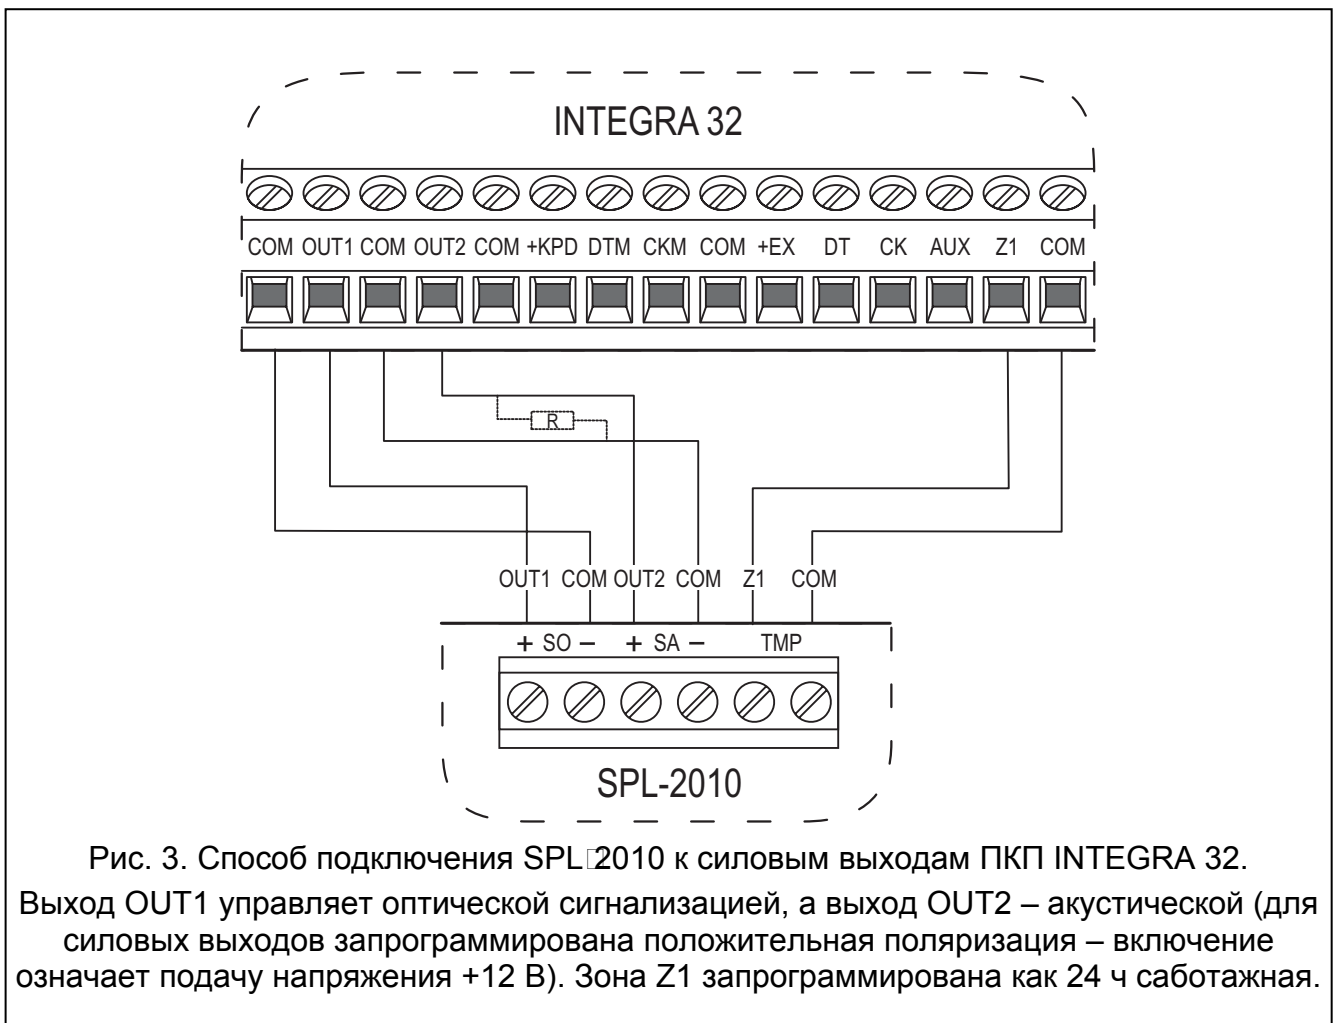 INTEGRA 32
COM OUT1 COM OUT2 COM +KPD DTM CKM COM +EX DT CK AUX Z1 COM
R
OUT1 COM OUT2 COM Z1 COM
+ SO − + SA − TMP
SPL-2010
Рис. 3. Способ подключения SPL□2010 к силовым выходам ПКП INTEGRA 32.
Выход OUT1 управляет оптической сигнализацией, а выход OUT2 – акустической (для
силовых выходов запрограммирована положительная поляризация – включение
означает подачу напряжения +12 В). Зона Z1 запрограммирована как 24 ч саботажная.